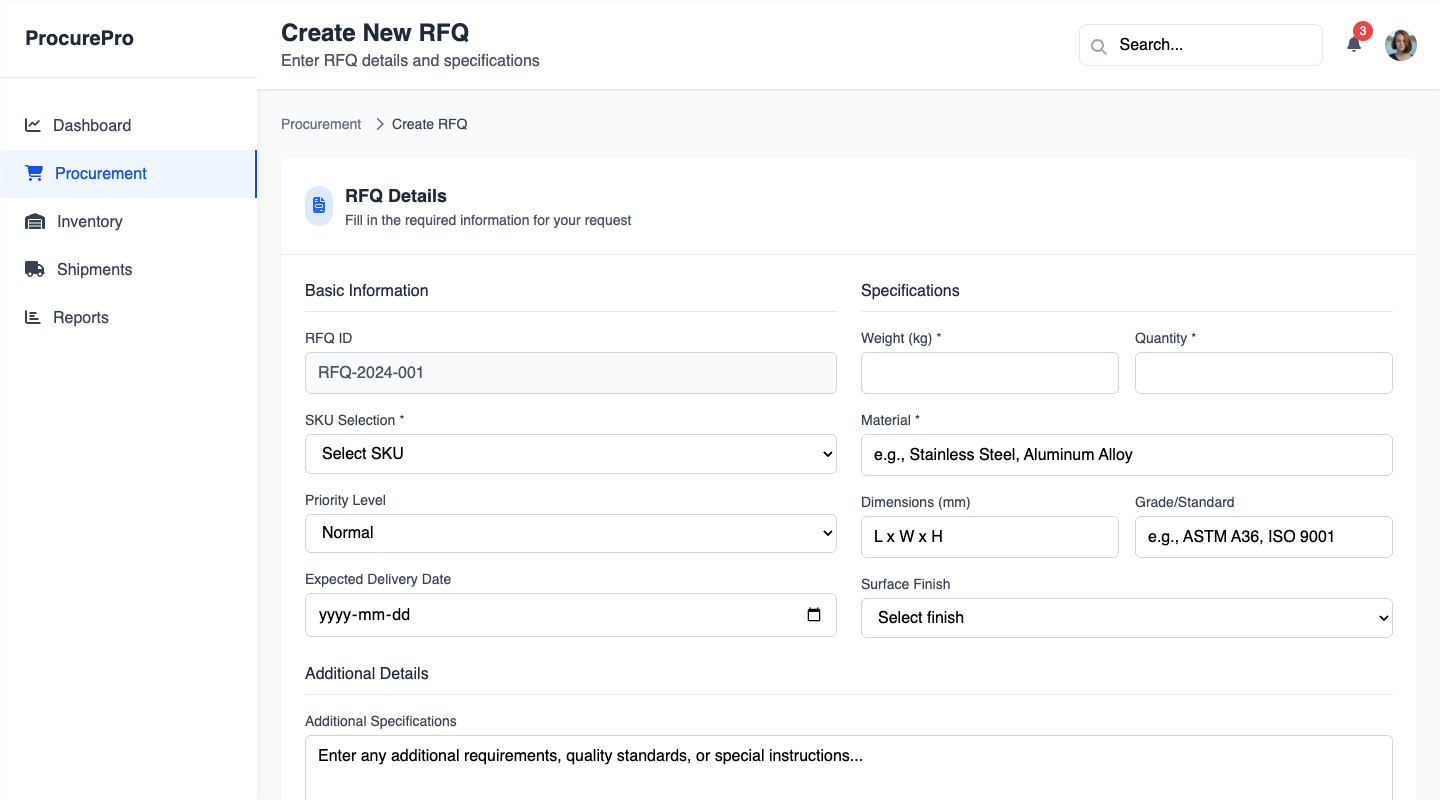 ProcurePro
Create New RFQ
Enter RFQ details and specifications
Search...
3
Dashboard
Procurement
Inventory
Shipments
Reports
Procurement
Create RFQ
RFQ Details
Fill in the required information for your request
Basic Information
RFQ ID
RFQ-2024-001
SKU Selection *
Select SKU
Priority Level
Normal
Expected Delivery Date
yyyy-mm-dd
Specifications
Weight (kg) *
Quantity *
Material *
e.g., Stainless Steel, Aluminum Alloy
Dimensions (mm)
L x W x H
Grade/Standard
e.g., ASTM A36, ISO 9001
Surface Finish
Select finish
Additional Details
Additional Specifications
Enter any additional requirements, quality standards, or special instructions...